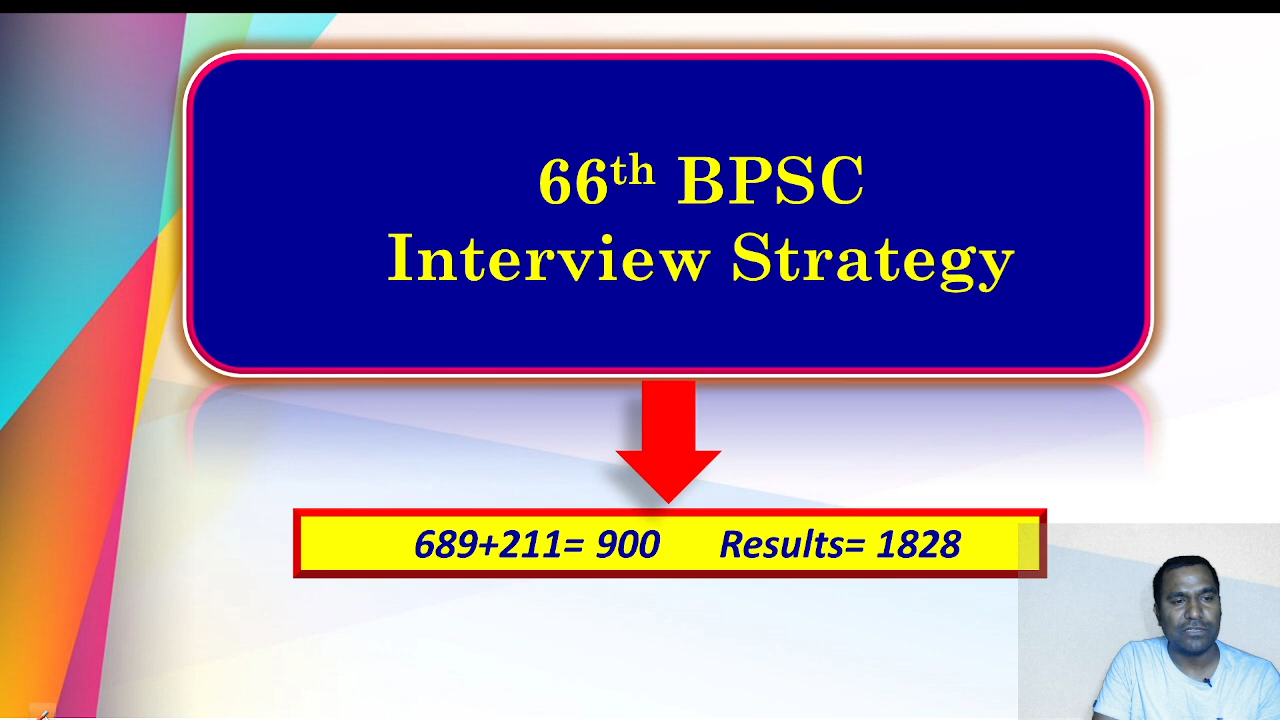 66th BPSC
Interview Strategy
689+211= 900 Results= 1828